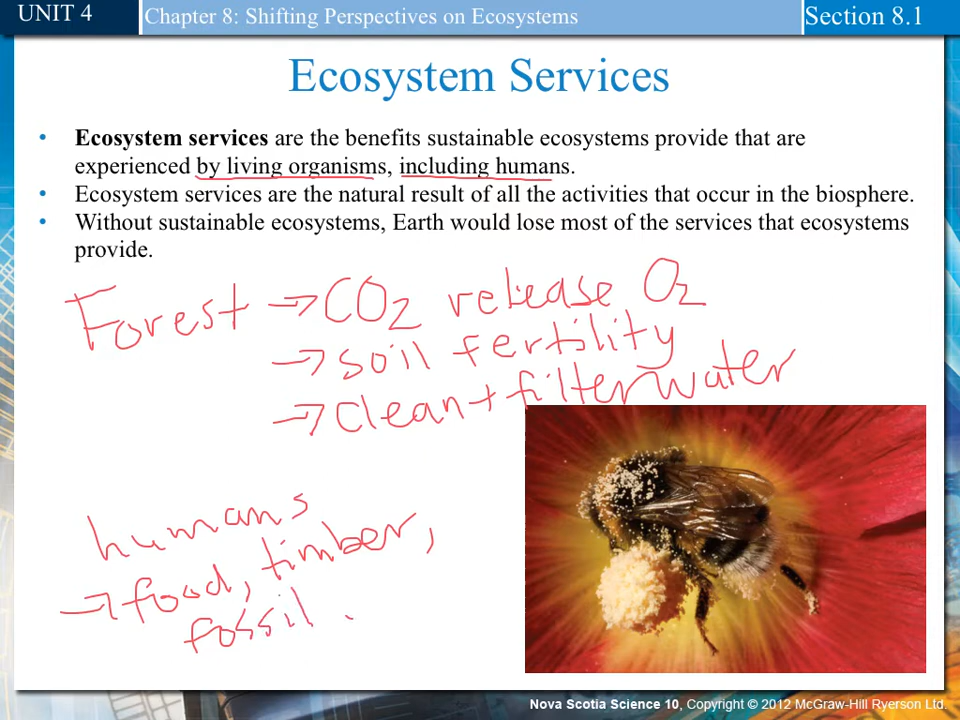 UNIT 4
Chapter 8: Shifting Perspectives on Ecosystems
Section 8.1
Ecosystem Services
• Ecosystem services are the benefits sustainable ecosystems provide that are
experienced by living organisms, including humans.
• Ecosystem services are the natural result of all the activities that occur in the biosphere.
• Without sustainable ecosystems, Earth would lose most of the services that ecosystems
provide.
Forest → CO2 release O2
→ soil fertility
→ Clean + filter water
humans
→ food, timber,
fossil
Nova Scotia Science 10, Copyright © 2012 McGraw-Hill Ryerson Ltd.